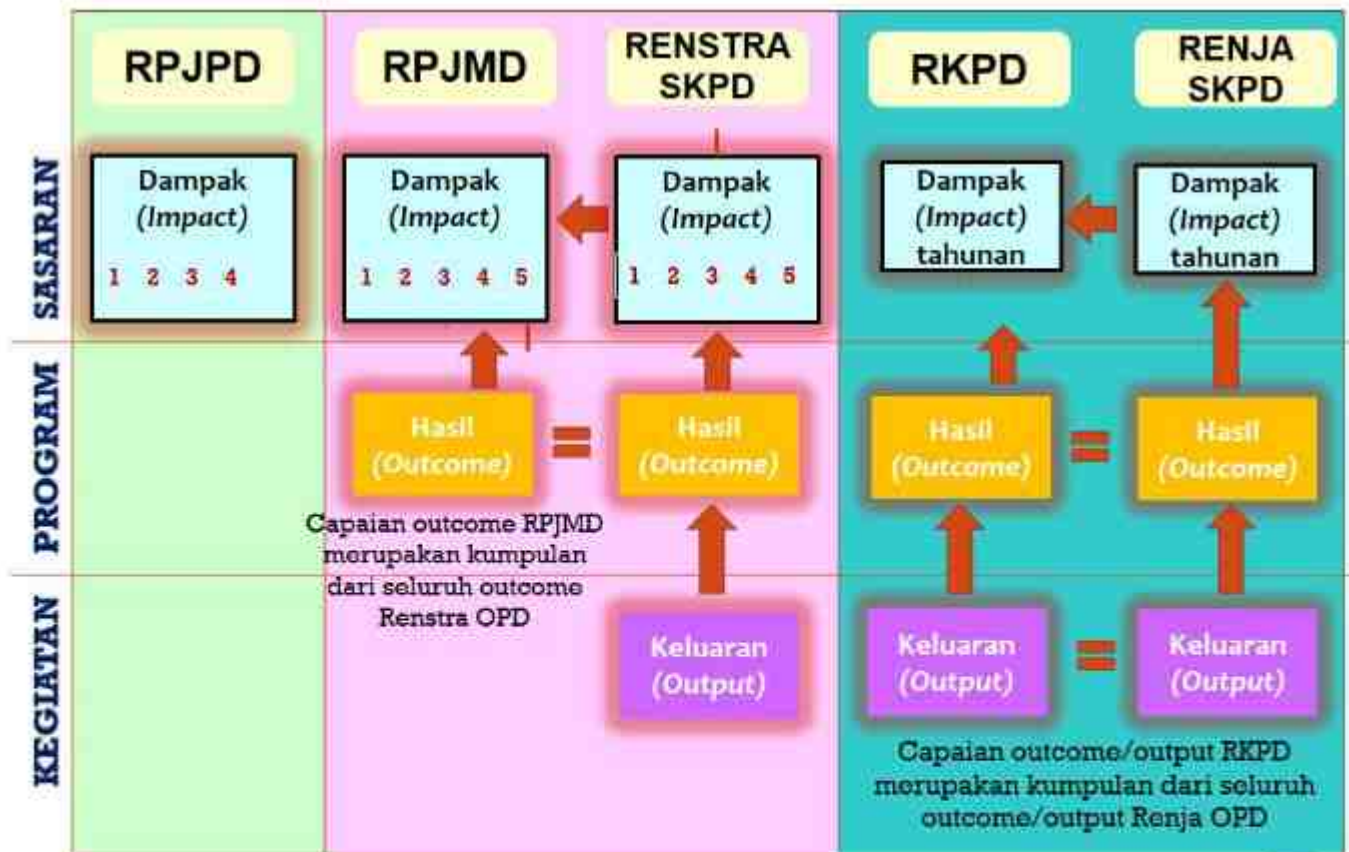 RPJPD
RPJMD
RENSTRA
SKPD
RKPD
RENJA
SKPD
SASARAN
Dampak
(Impact)
1 2 3 4
Dampak
(Impact)
1 2 3 4 5
Dampak
(Impact)
1 2 3 4 5
Dampak
(Impact)
tahunan
Dampak
(Impact)
tahunan
PROGRAM
Hasil
(Outcome)
=
Hasil
(Outcome)
Hasil
(Outcome)
=
Hasil
(Outcome)
Capaian outcome RPJMD
merupakan kumpulan
dari seluruh outcome
Renstra OPD
KEGIATAN
Keluaran
(Output)
Keluaran
(Output)
=
Keluaran
(Output)
Capaian outcome/output RKPD
merupakan kumpulan dari seluruh
outcome/output Renja OPD